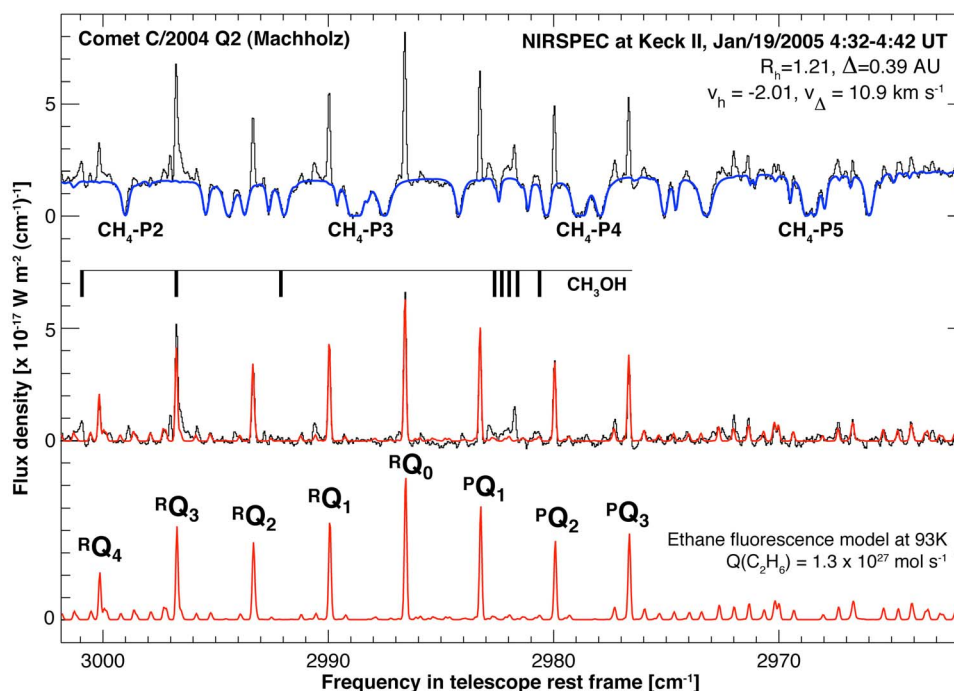 Comet C/2004 Q2 (Machholz)
NIRSPEC at Keck II, Jan/19/2005 4:32-4:42 UT
Rₕ=1.21, Δ=0.39 AU
vₕ = -2.01, v_Δ = 10.9 km s⁻¹
5
0
CH₄-P2 CH₄-P3 CH₄-P4 CH₄-P5
CH₃OH
5
0
ᴿQ₄ ᴿQ₃ ᴿQ₂ ᴿQ₁ ᴿQ₀ ᴾQ₁ ᴾQ₂ ᴾQ₃
Ethane fluorescence model at 93K
Q(C₂H₆) = 1.3 x 10²⁷ mol s⁻¹
0
3000 2990 2980 2970
Frequency in telescope rest frame [cm⁻¹]
Flux density [x 10⁻¹⁷ W m⁻² (cm⁻¹)⁻¹]